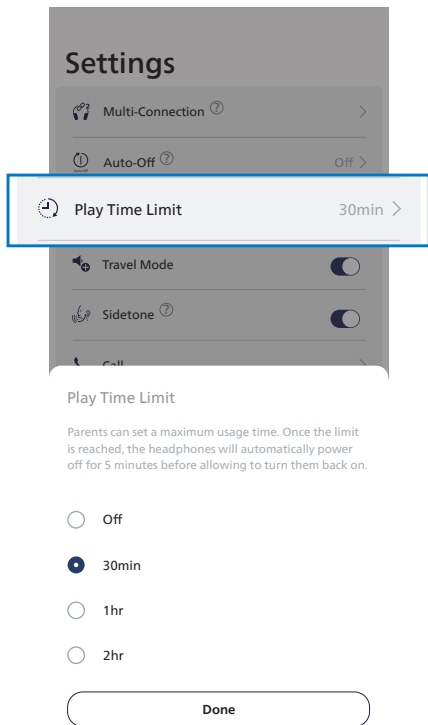 Settings
Multi-Connection ?
Auto-Off ? Off >
Play Time Limit 30min >
Travel Mode
Sidetone ?
Call
Play Time Limit
Parents can set a maximum usage time. Once the limit
is reached, the headphones will automatically power
off for 5 minutes before allowing to turn them back on.
Off
30min
1hr
2hr
Done